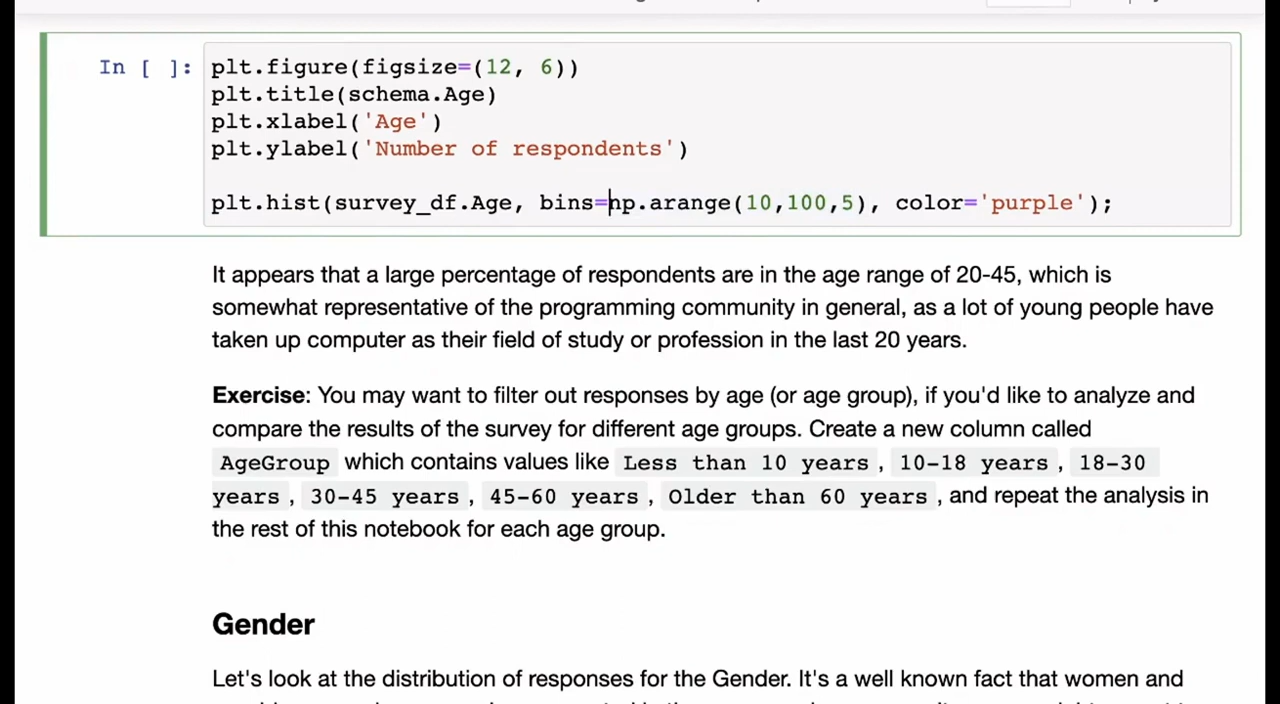 In [ ]: plt.figure(figsize=(12, 6))
plt.title(schema.Age)
plt.xlabel('Age')
plt.ylabel('Number of respondents')
plt.hist(survey_df.Age, bins=np.arange(10,100,5), color='purple');
It appears that a large percentage of respondents are in the age range of 20-45, which is
somewhat representative of the programming community in general, as a lot of young people have
taken up computer as their field of study or profession in the last 20 years.
Exercise: You may want to filter out responses by age (or age group), if you'd like to analyze and
compare the results of the survey for different age groups. Create a new column called
AgeGroup which contains values like Less than 10 years , 10-18 years , 18-30
years , 30-45 years , 45-60 years , Older than 60 years , and repeat the analysis in
the rest of this notebook for each age group.
Gender
Let's look at the distribution of responses for the Gender. It's a well known fact that women and